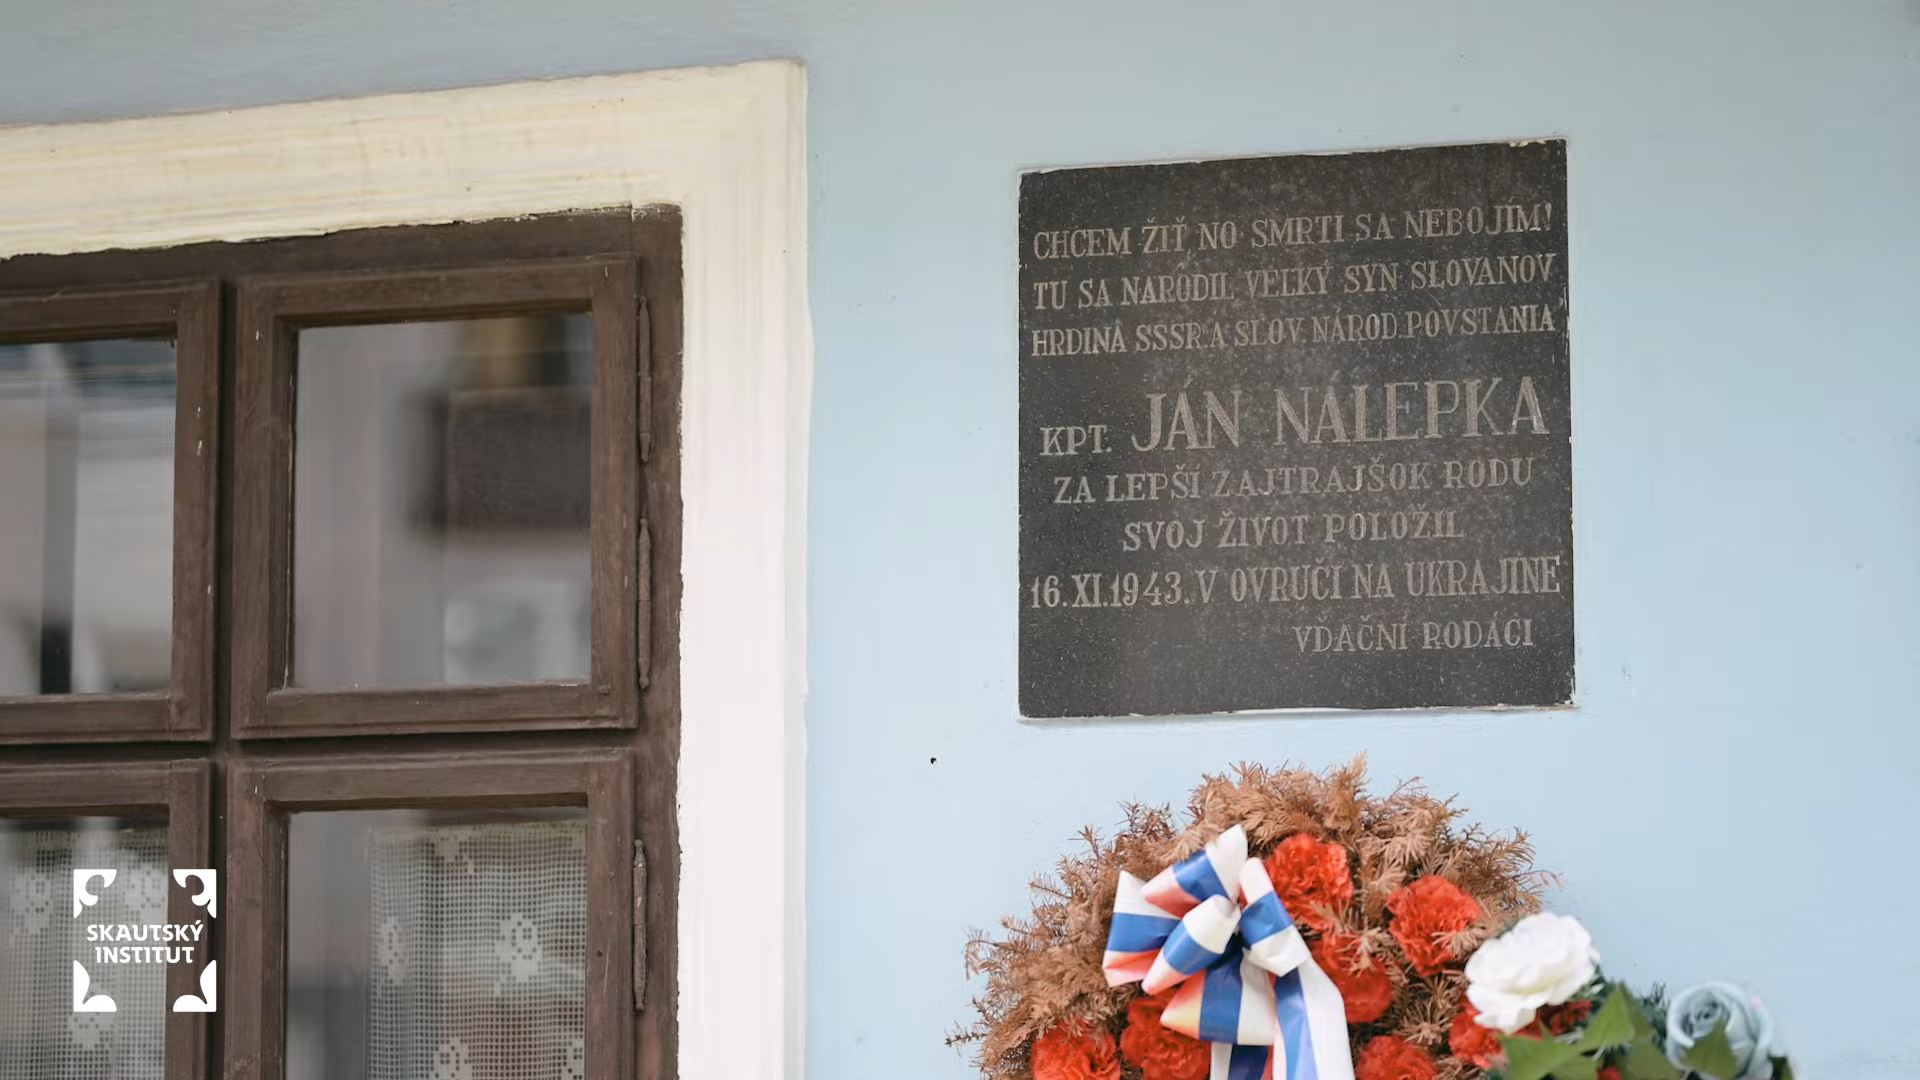 CHCEM ŽIŤ NO SMRTI SA NEBOJÍM!
TU SA NARODIL VEĽKÝ SYN SLOVANOV
HRDINA SSSR A SLOV. NÁROD. POVSTANIA
KPT. JÁN NÁLEPKA
ZA LEPŠÍ ZAJTRAJŠOK RODU
SVOJ ŽIVOT POLOŽIL
16.XI.1943. V OVRUČI NA UKRAJINE
VĎAČNÍ RODÁCI
SKAUTSKÝ
INSTITUT